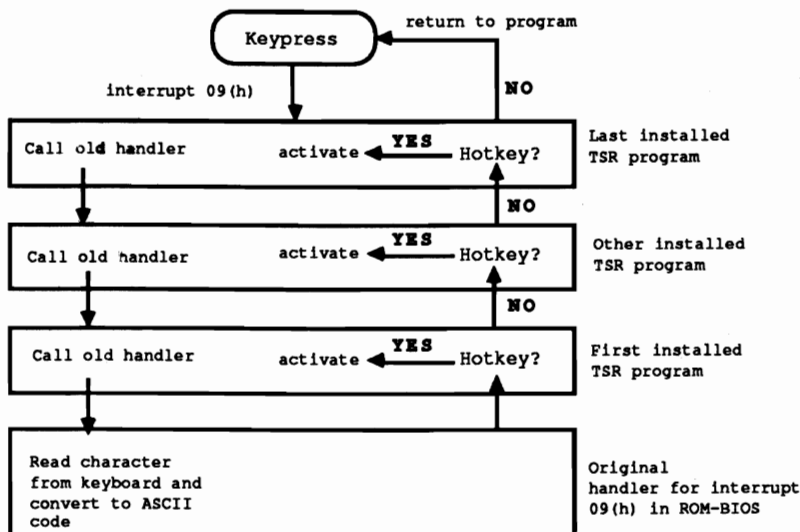 return to program
Keypress
interrupt 09(h)
NO
Call old handler
activate
YES
Hotkey?
Last installed
TSR program
NO
Call old handler
activate
YES
Hotkey?
Other installed
TSR program
NO
Call old handler
activate
YES
Hotkey?
First installed
TSR program
Read character
from keyboard and
convert to ASCII
code
Original
handler for interrupt
09(h) in ROM-BIOS